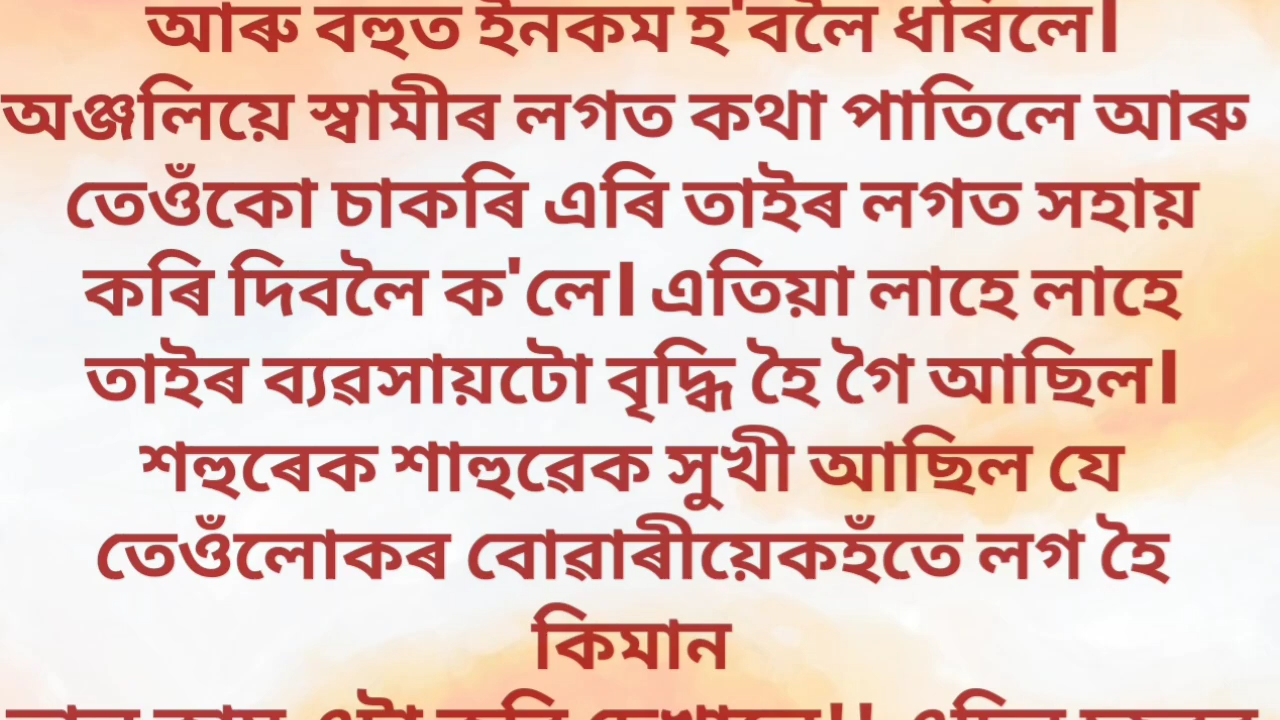 আৰু বহুত ইনকম হ'বলৈ ধৰিলে।
অঞ্জলিয়ে স্বামীৰ লগত কথা পাতিলে আৰু
তেওঁকো চাকৰি এৰি তাইৰ লগত সহায়
কৰি দিবলৈ ক'লে। এতিয়া লাহে লাহে
তাইৰ ব্যৱসায়টো বৃদ্ধি হৈ গৈ আছিল।
শহুৰেক শাহুৱেক সুখী আছিল যে
তেওঁলোকৰ বোৱাৰীয়েকহঁতে লগ হৈ
কিমান